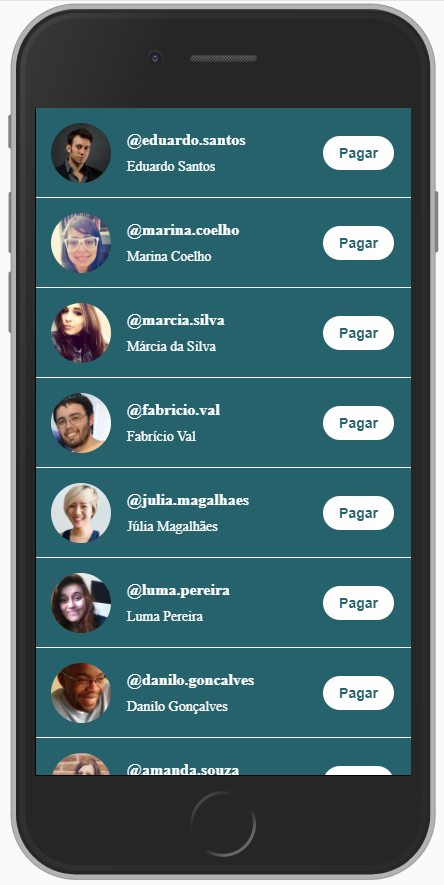 @eduardo.santos
Eduardo Santos
Pagar
@marina.coelho
Marina Coelho
Pagar
@marcia.silva
Márcia da Silva
Pagar
@fabricio.val
Fabrício Val
Pagar
@julia.magalhaes
Júlia Magalhães
Pagar
@luma.pereira
Luma Pereira
Pagar
@danilo.goncalves
Danilo Gonçalves
Pagar
@amanda.souza